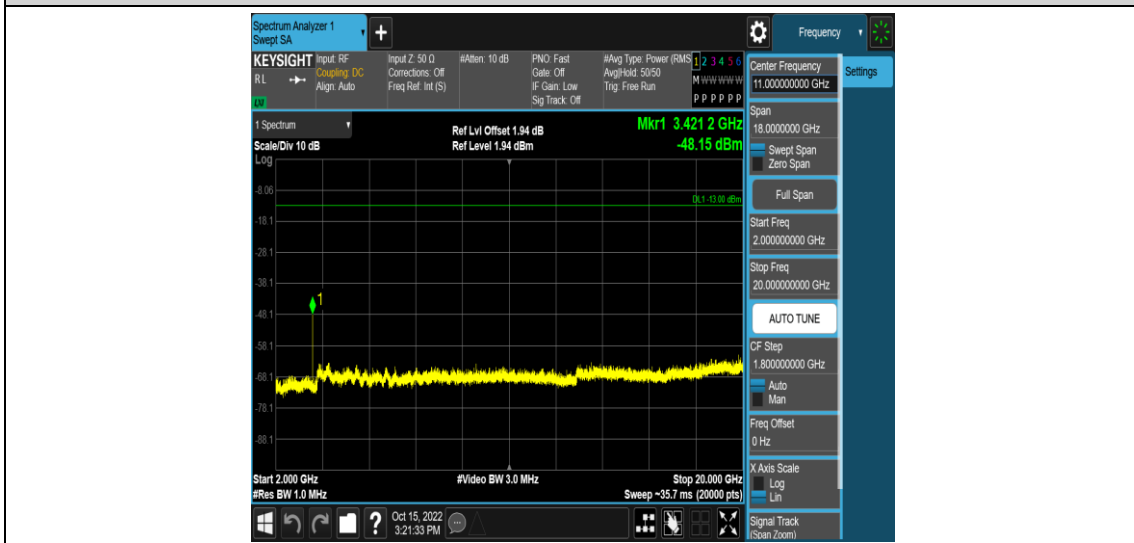 Spectrum Analyzer 1
Swept SA
+
Frequency
KEYSIGHT
RL
Input: RF
Coupling: DC
Align: Auto
Input Z: 50 Ω
Corrections: Off
Freq Ref: Int (S)
#Atten: 10 dB
PNO: Fast
Gate: Off
IF Gain: Low
Sig Track: Off
#Avg Type: Power (RMS
Avg|Hold: 50/50
Trig: Free Run
1 2 3 4 5 6
M W W W W W
P P P P P P
1 Spectrum
Scale/Div 10 dB
Log
Ref Lvl Offset 1.94 dB
Ref Level 1.94 dBm
Mkr1 3.421 2 GHz
-48.15 dBm
DL1 -13.00 dBm
-8.06
-18.1
-28.1
-38.1
-48.1
-58.1
-68.1
-78.1
-88.1
1
Start 2.000 GHz
#Res BW 1.0 MHz
#Video BW 3.0 MHz
Stop 20.000 GHz
Sweep ~35.7 ms (20000 pts)
Center Frequency
11.000000000 GHz
Settings
Span
18.0000000 GHz
Swept Span
Zero Span
Full Span
Start Freq
2.000000000 GHz
Stop Freq
20.000000000 GHz
AUTO TUNE
CF Step
1.800000000 GHz
Auto
Man
Freq Offset
0 Hz
X Axis Scale
Log
Lin
Signal Track
(Span Zoom)
?
Oct 15, 2022
3:21:33 PM